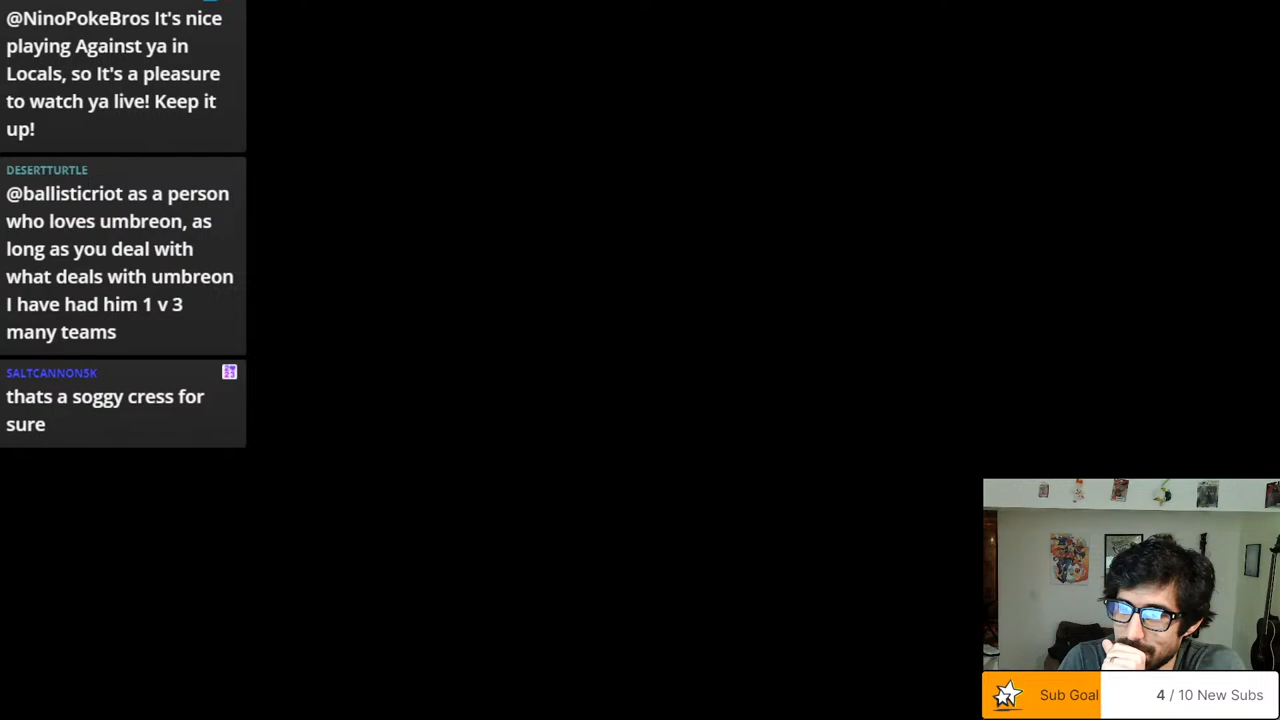 @NinoPokeBros It's nice
playing Against ya in
Locals, so It's a pleasure
to watch ya live! Keep it
up!
DESERTTURTLE
@ballisticriot as a person
who loves umbreon, as
long as you deal with
what deals with umbreon
I have had him 1 v 3
many teams
SALTCANNON5K
thats a soggy cress for
sure
Sub Goal
4 / 10 New Subs